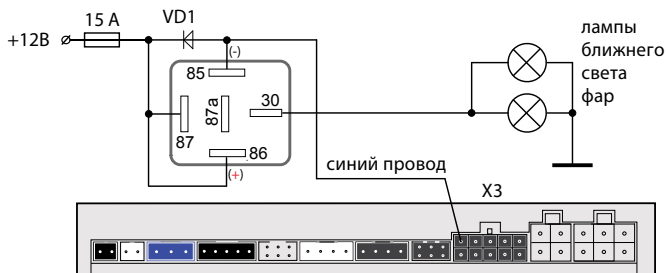 15 А
VD1
+12В
(-)
85
30
87
87а
86
(+)
лампы
ближнего
света
фар
синий провод
X3